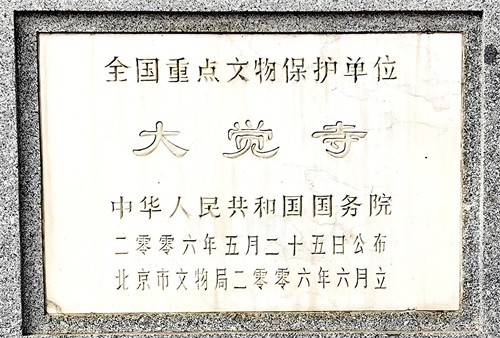 全国重点文物保护单位
大觉寺
中华人民共和国国务院
二零零六年五月二十五日公布
北京市文物局二零零六年六月立